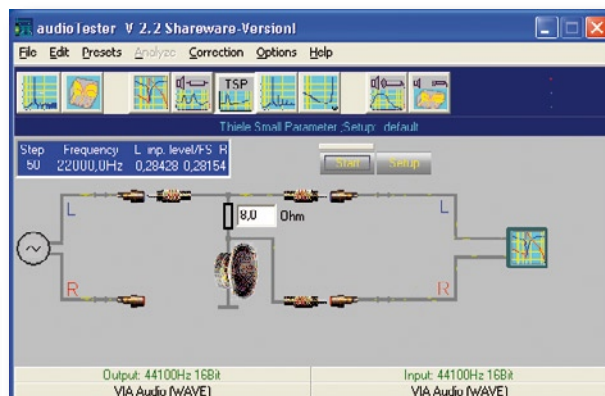 audioTester V 2.2 Shareware-Version!
File Edit Presets Analyze Correction Options Help
TSP
Thiele Small Parameter ;Setup: default
Step Frequency L inp. level/FS R
50 22000,0Hz 0,28428 0,28154
Start Setup
L L
8,0 Ohm
R R
Output: 44100Hz 16Bit Input: 44100Hz 16Bit
VIA Audio (WAVE) VIA Audio (WAVE)